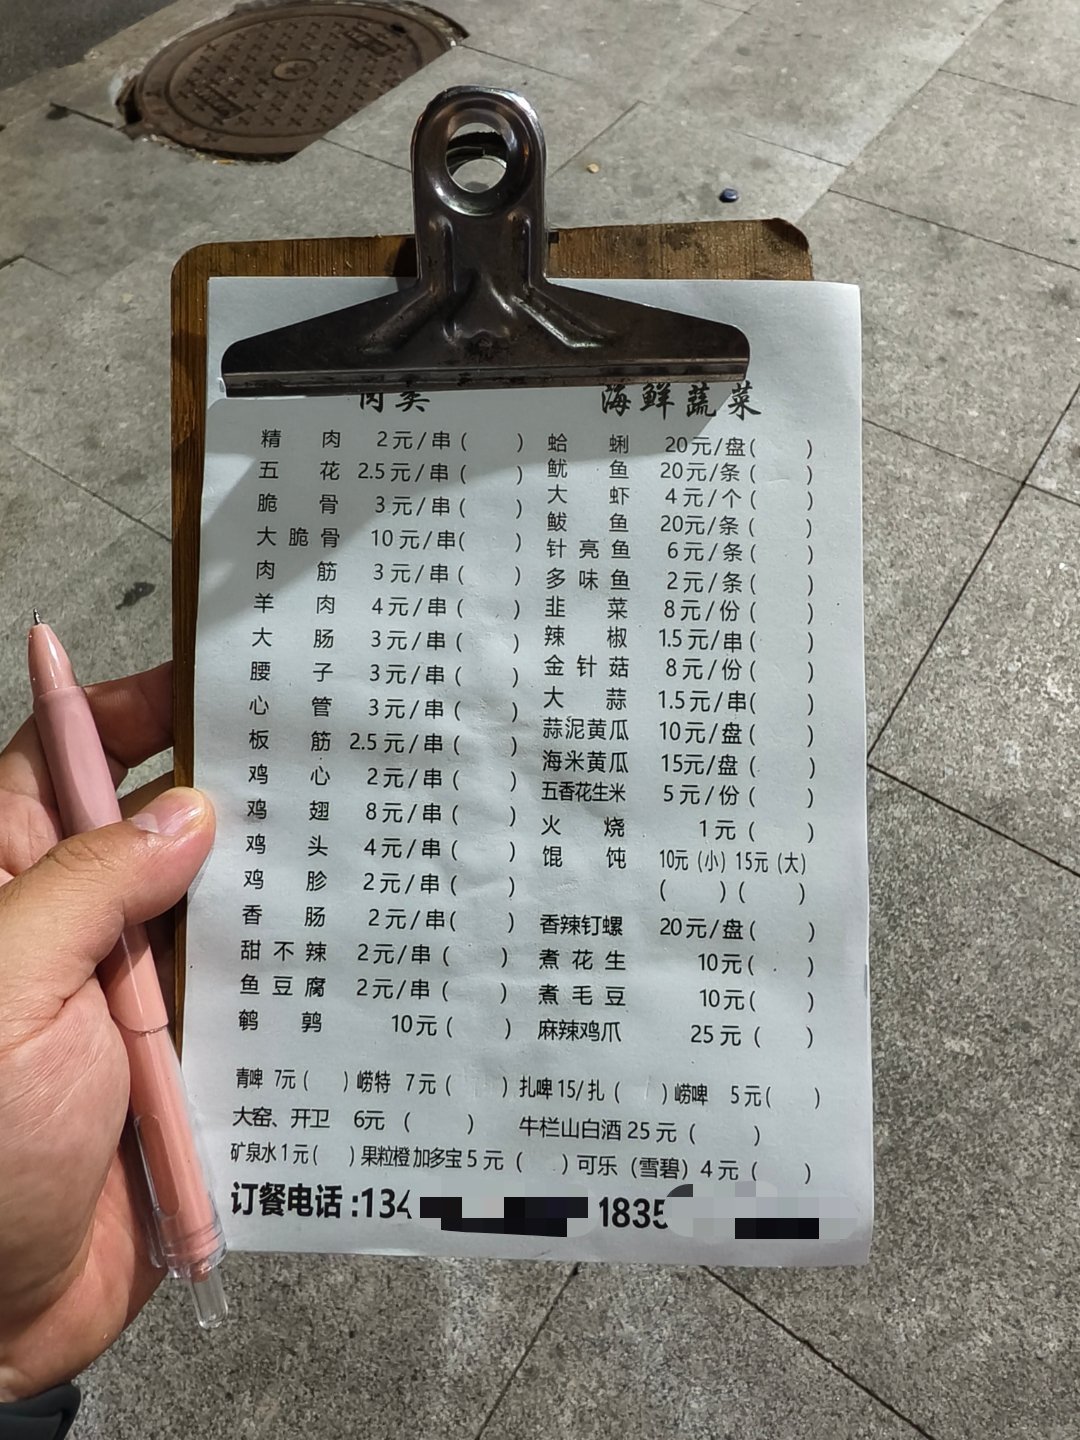 肉类
精肉 2元/串( )
五花 2.5元/串( )
脆骨 3元/串( )
大脆骨 10元/串( )
肉筋 3元/串( )
羊肉 4元/串( )
大肠 3元/串( )
腰子 3元/串( )
心管 3元/串( )
板筋 2.5元/串( )
鸡心 2元/串( )
鸡翅 8元/串( )
鸡头 4元/串( )
鸡胗 2元/串( )
香肠 2元/串( )
甜不辣 2元/串( )
鱼豆腐 2元/串( )
鹌鹑 10元( )
海鲜蔬菜
蛤蜊 20元/盘( )
鱿鱼 20元/条( )
大虾 4元/个( )
鲅鱼 20元/条( )
针亮鱼 6元/条( )
多味鱼 2元/条( )
韭菜 8元/份( )
辣椒 1.5元/串( )
金针菇 8元/份( )
大蒜 1.5元/串( )
蒜泥黄瓜 10元/盘( )
海米黄瓜 15元/盘( )
五香花生米 5元/份( )
火烧 1元( )
馄饨 10元(小) 15元(大)
( ) ( )
香辣钉螺 20元/盘( )
煮花生 10元( )
煮毛豆 10元( )
麻辣鸡爪 25元( )
青啤 7元( ) 崂特 7元( ) 扎啤15/扎( ) 崂啤 5元( )
大窑、开卫 6元( ) 牛栏山白酒25元( )
矿泉水1元( ) 果粒橙加多宝5元( ) 可乐(雪碧)4元( )
订餐电话:134 1835